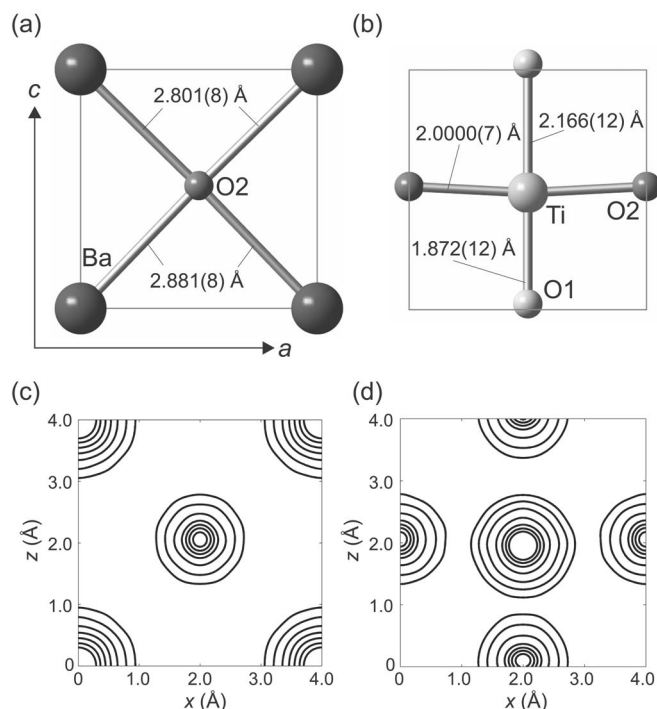 (a)
c
2.801(8) Å
O2
Ba
2.881(8) Å
a
(b)
2.0000(7) Å
2.166(12) Å
Ti
O2
1.872(12) Å
O1
(c)
4.0
3.0
z (Å)
2.0
1.0
0
0 1.0 2.0 3.0 4.0
x (Å)
(d)
4.0
3.0
z (Å)
2.0
1.0
0
0 1.0 2.0 3.0 4.0
x (Å)